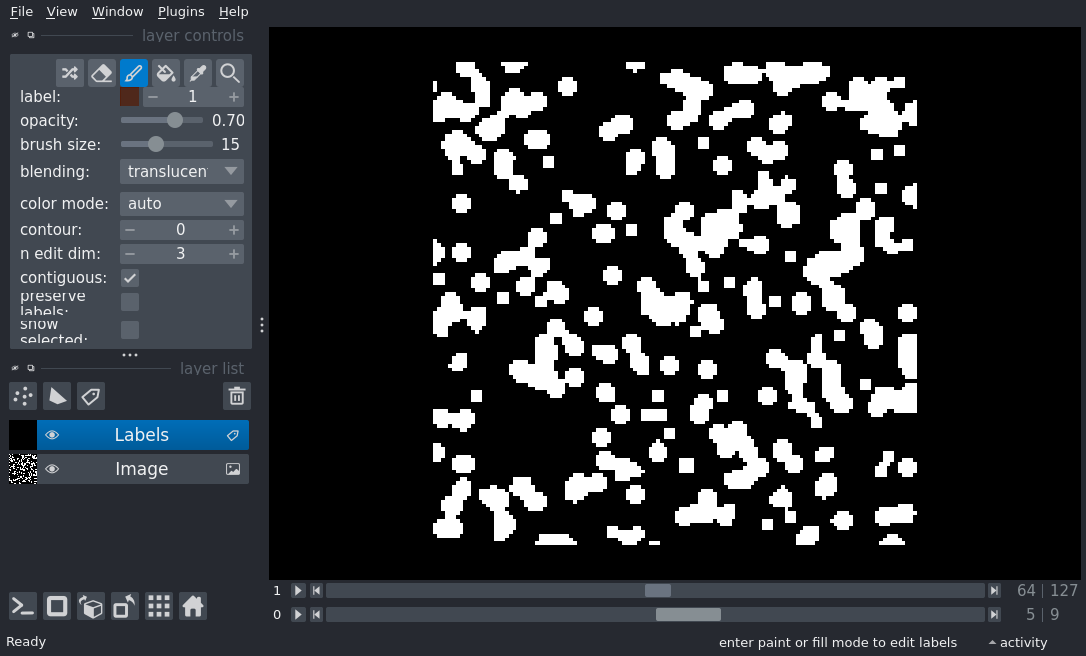 File View Window Plugins Help
layer controls
label: 1
opacity: 0.70
brush size: 15
blending: translucen
color mode: auto
contour: 0
n edit dim: 3
contiguous:
preserve
labels:
show
selected:
layer list
Labels
Image
1 64 | 127
0 5 | 9
Ready enter paint or fill mode to edit labels activity